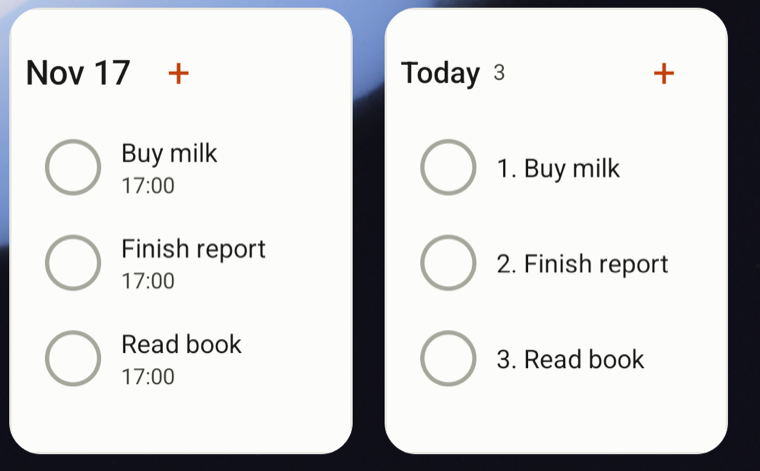 Nov 17 +
Buy milk
17:00
Finish report
17:00
Read book
17:00
Today 3 +
1. Buy milk
2. Finish report
3. Read book